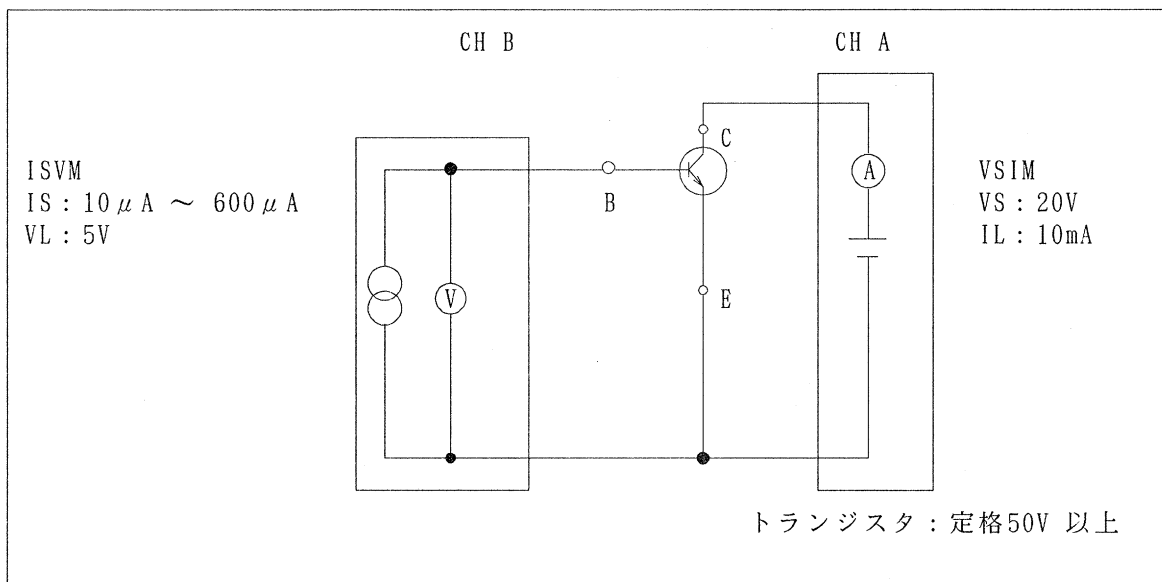 CH B
CH A
ISVM
IS : 10μA ～ 600μA
VL : 5V
V
B
C
E
A
VSIM
VS : 20V
IL : 10mA
トランジスタ : 定格50V 以上